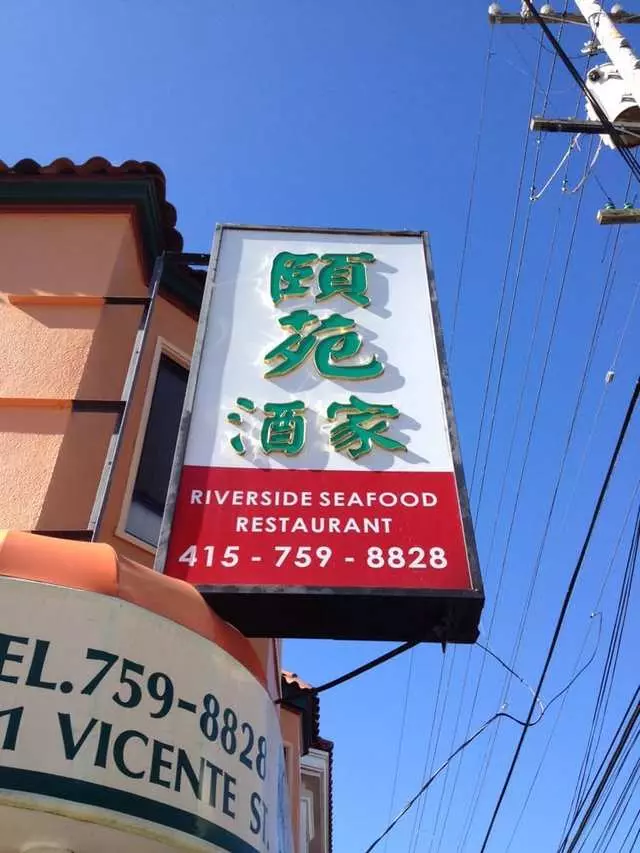 頤
苑
酒家
RIVERSIDE SEAFOOD
RESTAURANT
415 - 759 - 8828
EL.759-8828
1 VICENTE ST.